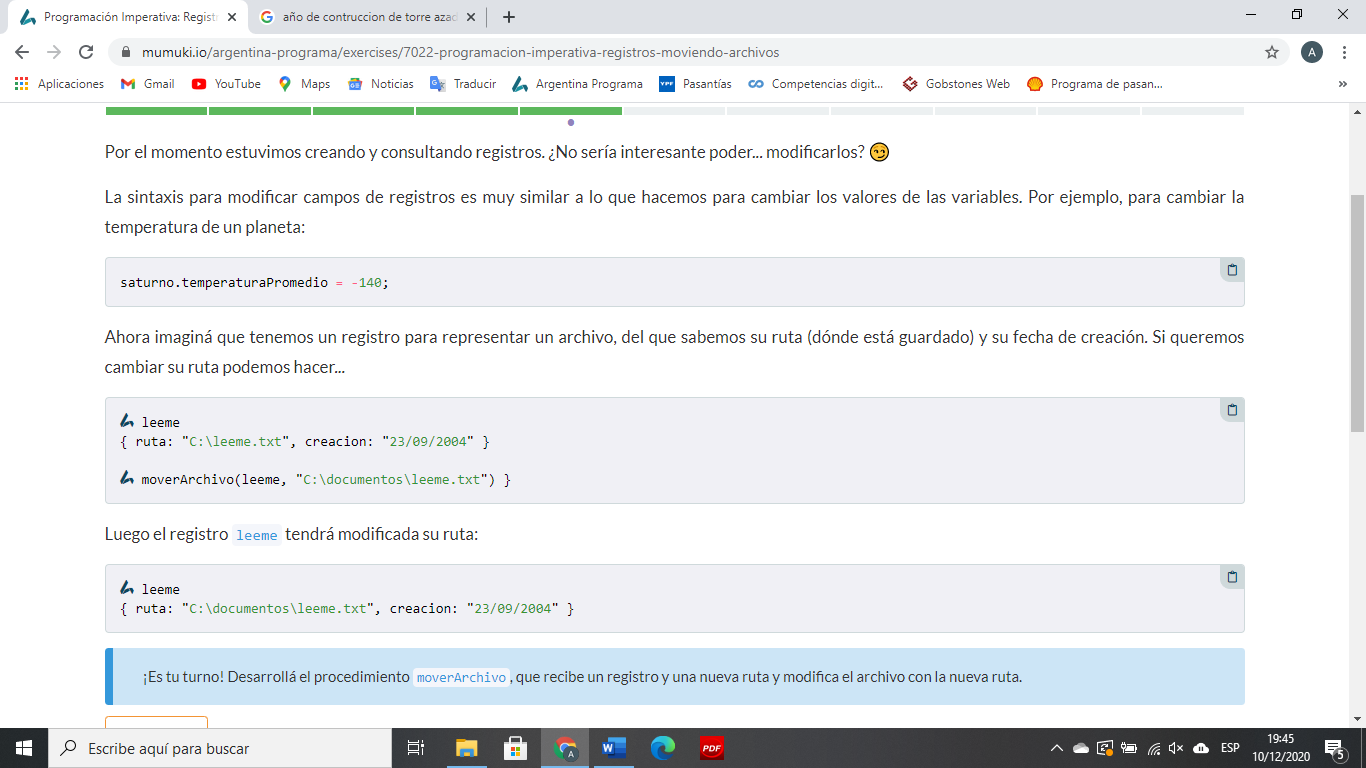 Programación Imperativa: Registr
año de contruccion de torre azad
mumuki.io/argentina-programa/exercises/7022-programacion-imperativa-registros-moviendo-archivos
A
Aplicaciones Gmail YouTube Maps Noticias Traducir Argentina Programa YPF Pasantías Competencias digit... Gobstones Web Programa de pasan... »
Por el momento estuvimos creando y consultando registros. ¿No sería interesante poder... modificarlos? 😏
La sintaxis para modificar campos de registros es muy similar a lo que hacemos para cambiar los valores de las variables. Por ejemplo, para cambiar la
temperatura de un planeta:
saturno.temperaturaPromedio = -140;
Ahora imaginá que tenemos un registro para representar un archivo, del que sabemos su ruta (dónde está guardado) y su fecha de creación. Si queremos
cambiar su ruta podemos hacer...
leeme
{ ruta: "C:\leeme.txt", creacion: "23/09/2004" }
moverArchivo(leeme, "C:\documentos\leeme.txt") }
Luego el registro leeme tendrá modificada su ruta:
leeme
{ ruta: "C:\documentos\leeme.txt", creacion: "23/09/2004" }
¡Es tu turno! Desarrollá el procedimiento moverArchivo, que recibe un registro y una nueva ruta y modifica el archivo con la nueva ruta.
Escribe aquí para buscar
A
W
PDF
ESP
19:45
10/12/2020
5